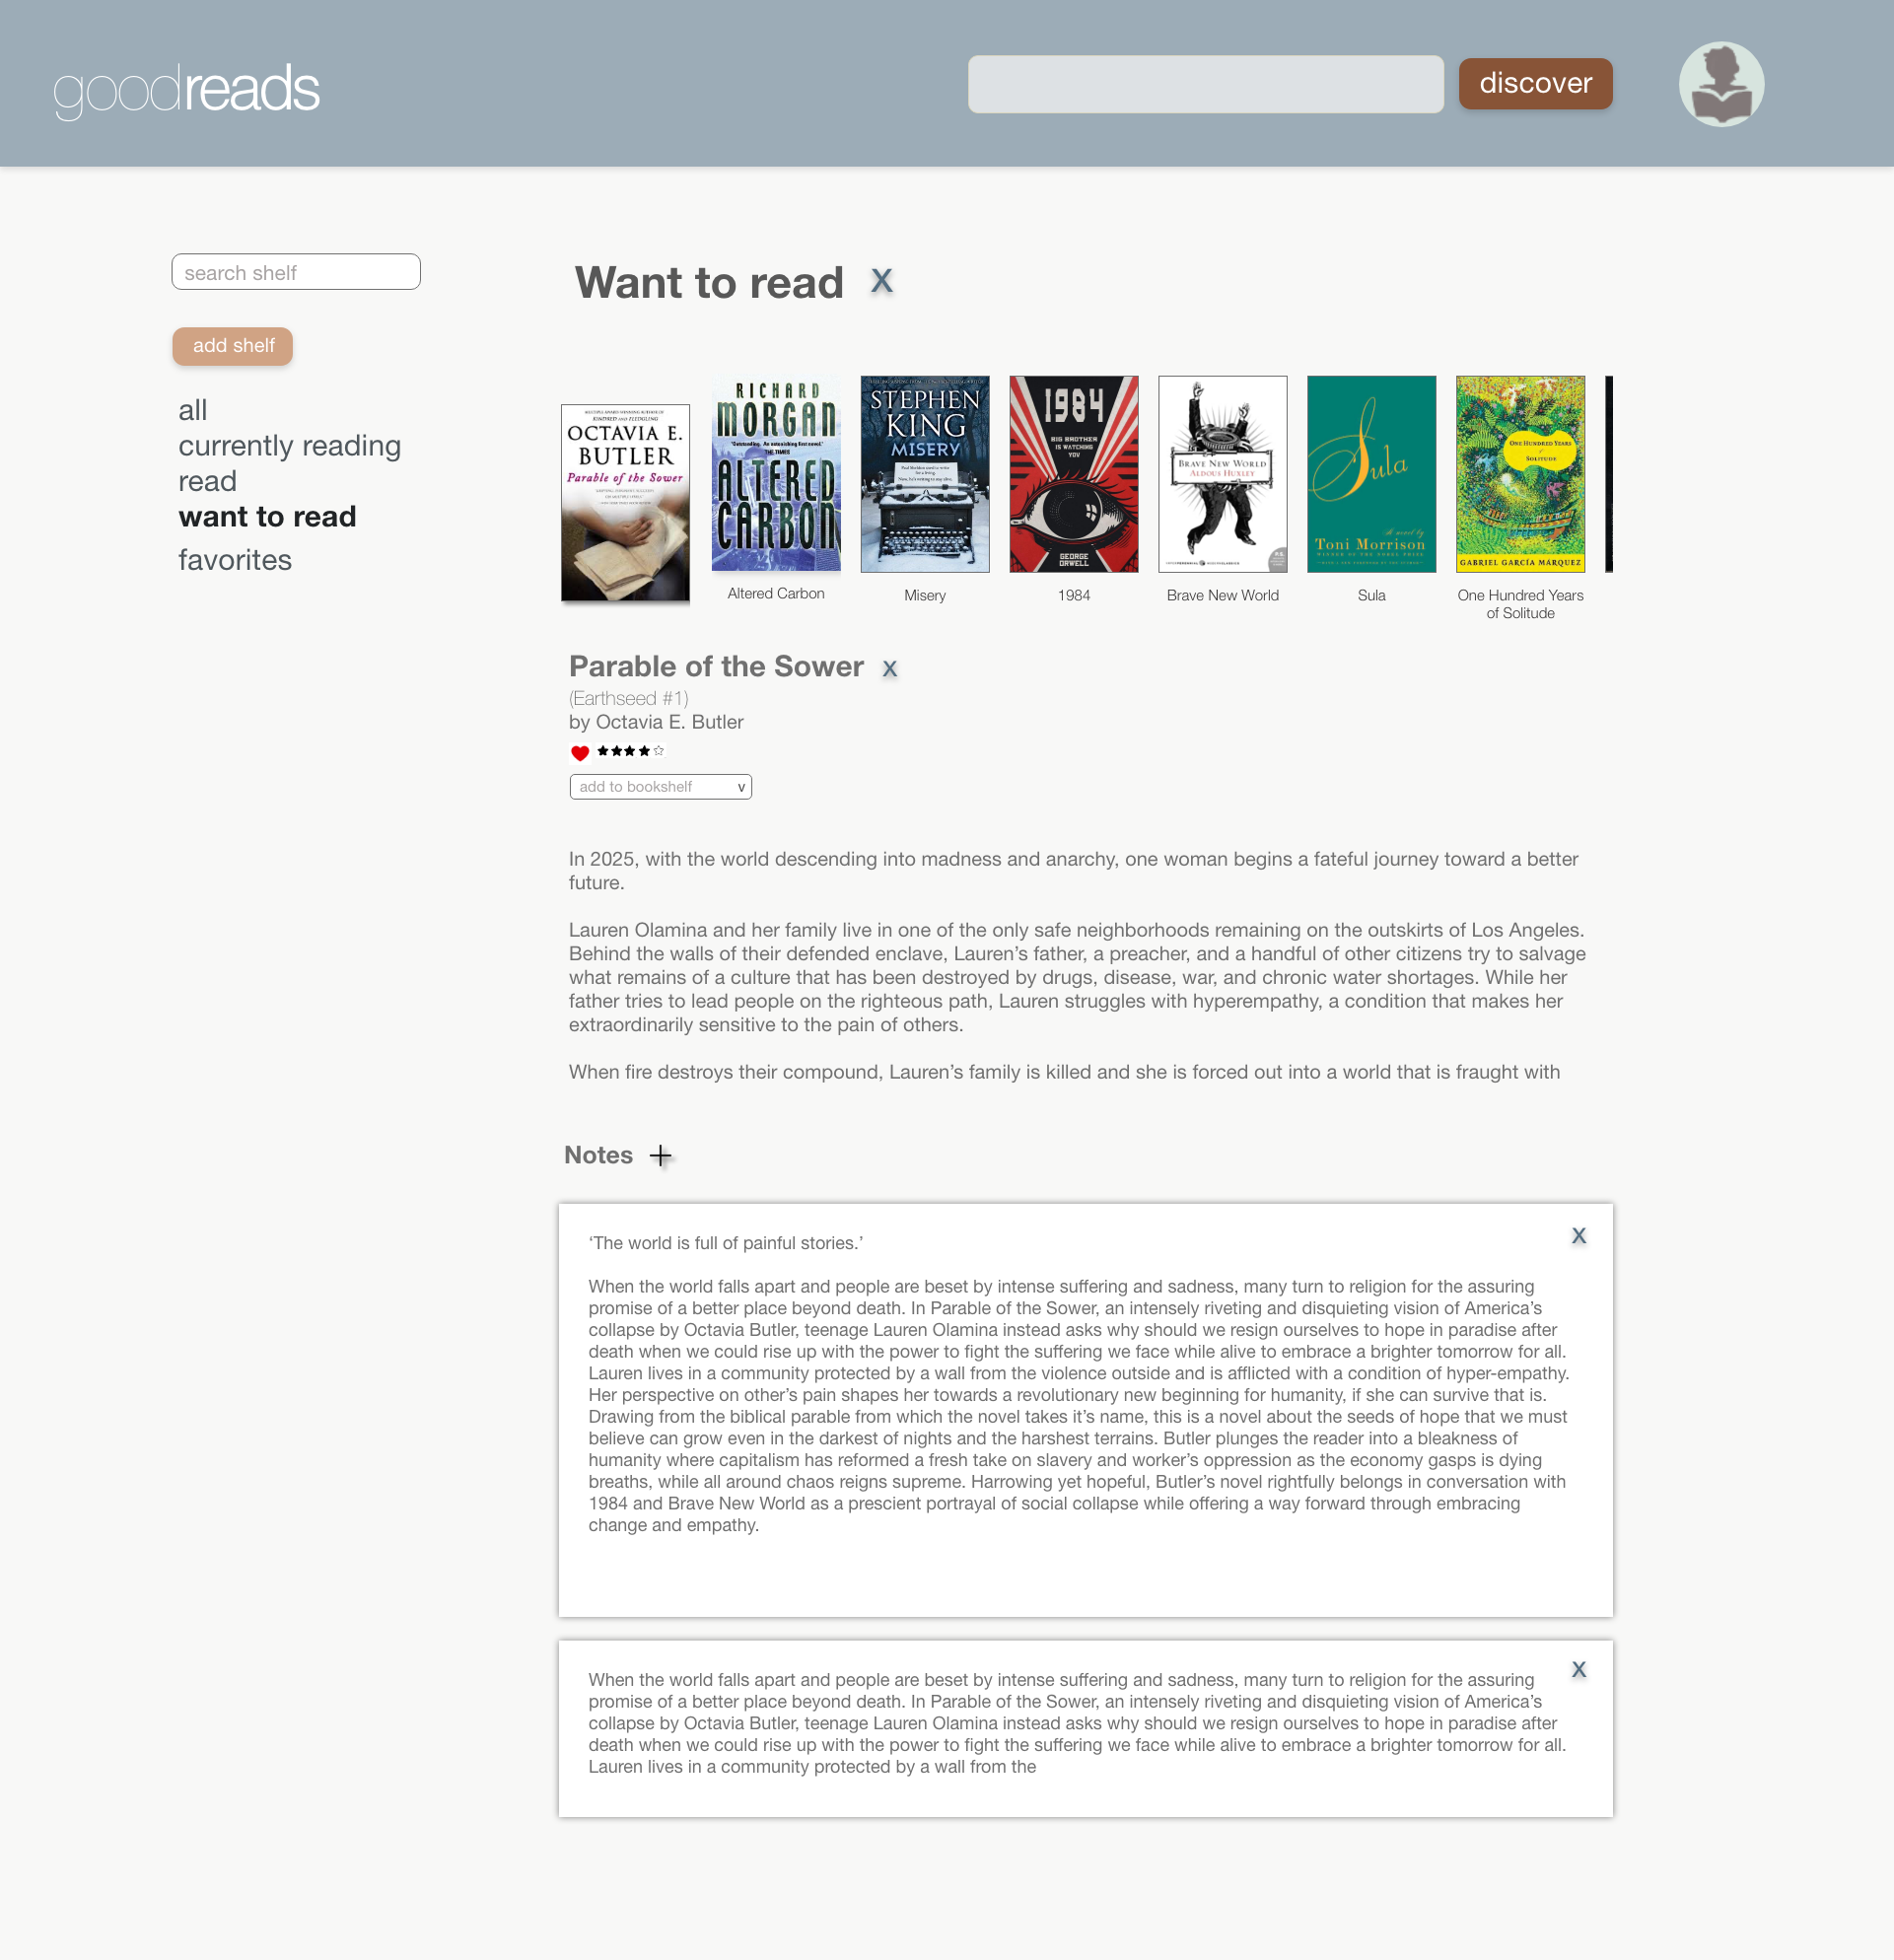 goodreads
discover
search shelf
add shelf
all
currently reading
read
want to read
favorites
Want to read x
OCTAVIA E.
BUTLER
Parable of the Sower
RICHARD
MORGAN
THE TIMES
ALTERED
CARBON
STEPHEN
KING
MISERY
1984
BIG BROTHER
IS WATCHING
YOU
GEORGE
ORWELL
BRAVE NEW WORLD
ALDOUS HUXLEY
Sula
A novel by
Toni Morrison
ONE HUNDRED YEARS
of
SOLITUDE
GABRIEL GARCÍA MÁRQUEZ
Altered Carbon
Misery
1984
Brave New World
Sula
One Hundred Years
of Solitude
Parable of the Sower x
(Earthseed #1)
by Octavia E. Butler
add to bookshelf v
In 2025, with the world descending into madness and anarchy, one woman begins a fateful journey toward a better
future.
Lauren Olamina and her family live in one of the only safe neighborhoods remaining on the outskirts of Los Angeles.
Behind the walls of their defended enclave, Lauren’s father, a preacher, and a handful of other citizens try to salvage
what remains of a culture that has been destroyed by drugs, disease, war, and chronic water shortages. While her
father tries to lead people on the righteous path, Lauren struggles with hyperempathy, a condition that makes her
extraordinarily sensitive to the pain of others.
When fire destroys their compound, Lauren’s family is killed and she is forced out into a world that is fraught with
Notes +
x
‘The world is full of painful stories.’
When the world falls apart and people are beset by intense suffering and sadness, many turn to religion for the assuring
promise of a better place beyond death. In Parable of the Sower, an intensely riveting and disquieting vision of America’s
collapse by Octavia Butler, teenage Lauren Olamina instead asks why should we resign ourselves to hope in paradise after
death when we could rise up with the power to fight the suffering we face while alive to embrace a brighter tomorrow for all.
Lauren lives in a community protected by a wall from the violence outside and is afflicted with a condition of hyper-empathy.
Her perspective on other’s pain shapes her towards a revolutionary new beginning for humanity, if she can survive that is.
Drawing from the biblical parable from which the novel takes it’s name, this is a novel about the seeds of hope that we must
believe can grow even in the darkest of nights and the harshest terrains. Butler plunges the reader into a bleakness of
humanity where capitalism has reformed a fresh take on slavery and worker’s oppression as the economy gasps is dying
breaths, while all around chaos reigns supreme. Harrowing yet hopeful, Butler’s novel rightfully belongs in conversation with
1984 and Brave New World as a prescient portrayal of social collapse while offering a way forward through embracing
change and empathy.
x
When the world falls apart and people are beset by intense suffering and sadness, many turn to religion for the assuring
promise of a better place beyond death. In Parable of the Sower, an intensely riveting and disquieting vision of America’s
collapse by Octavia Butler, teenage Lauren Olamina instead asks why should we resign ourselves to hope in paradise after
death when we could rise up with the power to fight the suffering we face while alive to embrace a brighter tomorrow for all.
Lauren lives in a community protected by a wall from the